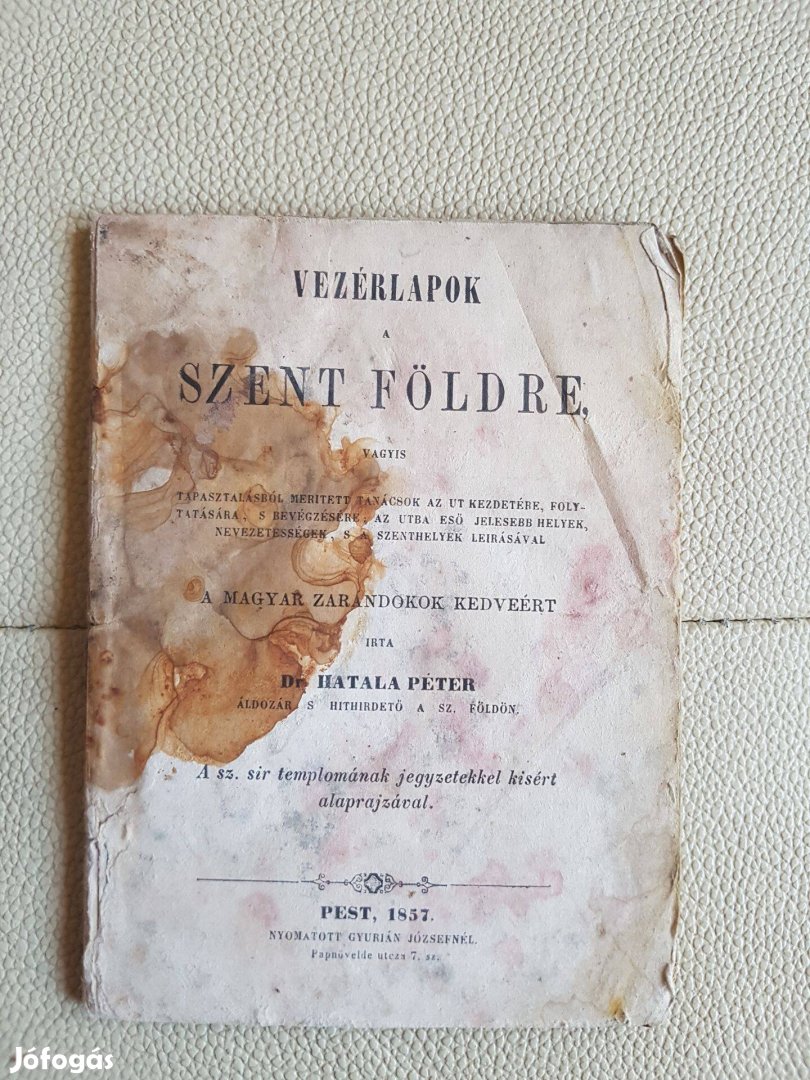 VEZÉRLAPOK
A
SZENT FÖLDRE,
VAGYIS
TAPASZTALÁSBÓL MERITETT TANÁCSOK AZ UT KEZDETÉRE, FOLY-
TATÁSÁRA, S BEVÉGZÉSÉRE; AZ UTBA ESŐ JELESEBB HELYEK,
NEVEZETESSÉGEK, S A SZENTHELYEK LEIRÁSÁVAL
A MAGYAR ZARÁNDOKOK KEDVEÉRT
IRTA
Dr. HATALA PÉTER
ÁLDOZÁR S HITHIRDETŐ A SZ. FÖLDÖN.
A sz. sir templomának jegyzetekkel kisért
alaprajzával.
PEST, 1857.
NYOMATOTT GYURIÁN JÓZSEFNÉL.
Papnövelde utcza 7. sz.
Jófogás